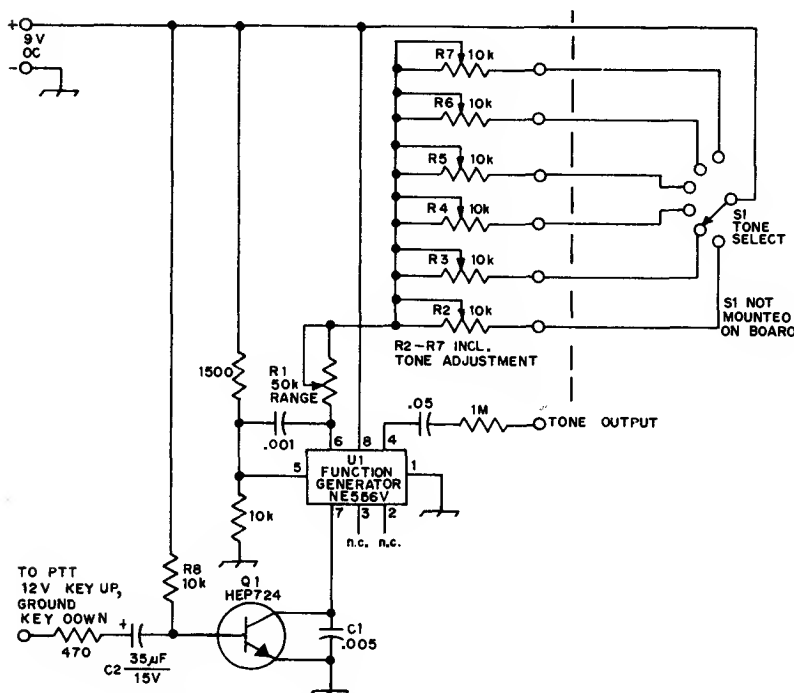 +
9V
DC
-
R7 10k
R6 10k
R5 10k
R4 10k
R3 10k
R2 10k
S1
TONE
SELECT
S1 NOT
MOUNTED
ON BOARD
R2-R7 INCL.
TONE ADJUSTMENT
1500
R1
50k
RANGE
.001
.05
1M
TONE OUTPUT
6 8 4
5
U1
FUNCTION
GENERATOR
NE566V
1
7 3 2
n.c. n.c.
10k
R8
10k
TO PTT
12V KEY UP,
GROUND
KEY DOWN
470
+
C2 35µF
15V
Q1
HEP724
C1
.005